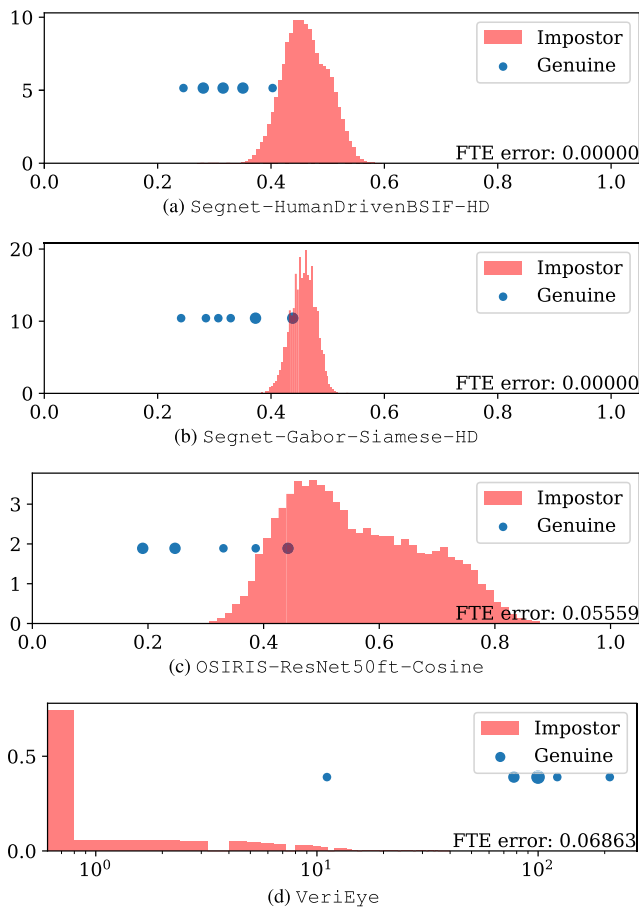 10
5
0
Impostor
Genuine
FTE error: 0.00000
0.0 0.2 0.4 0.6 0.8 1.0
(a) Segnet-HumanDrivenBSIF-HD
20
10
0
Impostor
Genuine
FTE error: 0.00000
0.0 0.2 0.4 0.6 0.8 1.0
(b) Segnet-Gabor-Siamese-HD
3
2
1
0
Impostor
Genuine
FTE error: 0.05559
0.0 0.2 0.4 0.6 0.8 1.0
(c) OSIRIS-ResNet50ft-Cosine
0.5
0.0
Impostor
Genuine
FTE error: 0.06863
10⁰ 10¹ 10²
(d) VeriEye